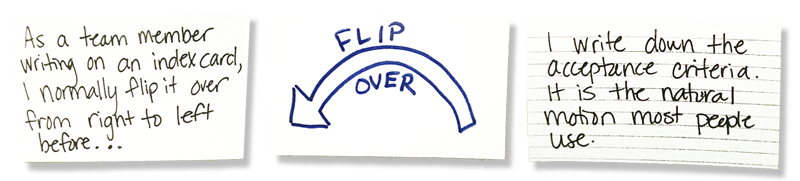 As a team member
writing on an index card,
I normally flip it over
from right to left
before...
FLIP
OVER
I write down the
acceptance criteria.
It is the natural
motion most people
use.